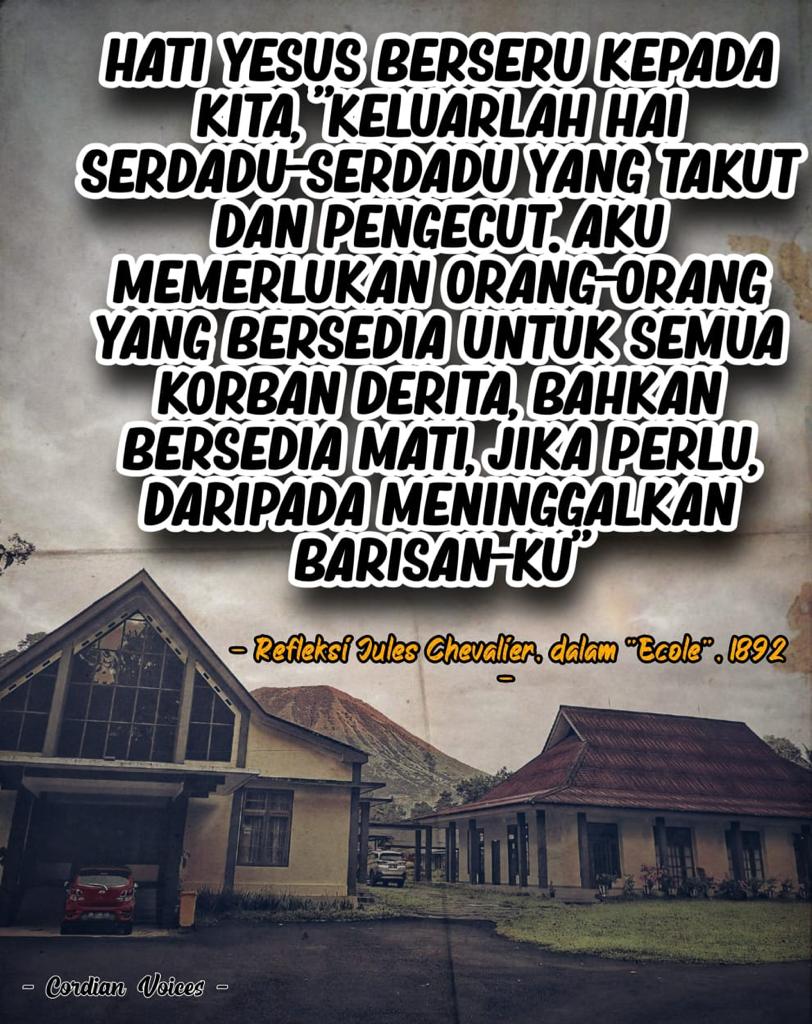 HATI YESUS BERSERU KEPADA
KITA, "KELUARLAH HAI
SERDADU-SERDADU YANG TAKUT
DAN PENGECUT. AKU
MEMERLUKAN ORANG-ORANG
YANG BERSEDIA UNTUK SEMUA
KORBAN DERITA, BAHKAN
BERSEDIA MATI, JIKA PERLU,
DARIPADA MENINGGALKAN
BARISAN-KU"
- Refleksi Jules Chevalier, dalam "Ecole", 1892
-
- Cordian Voices -